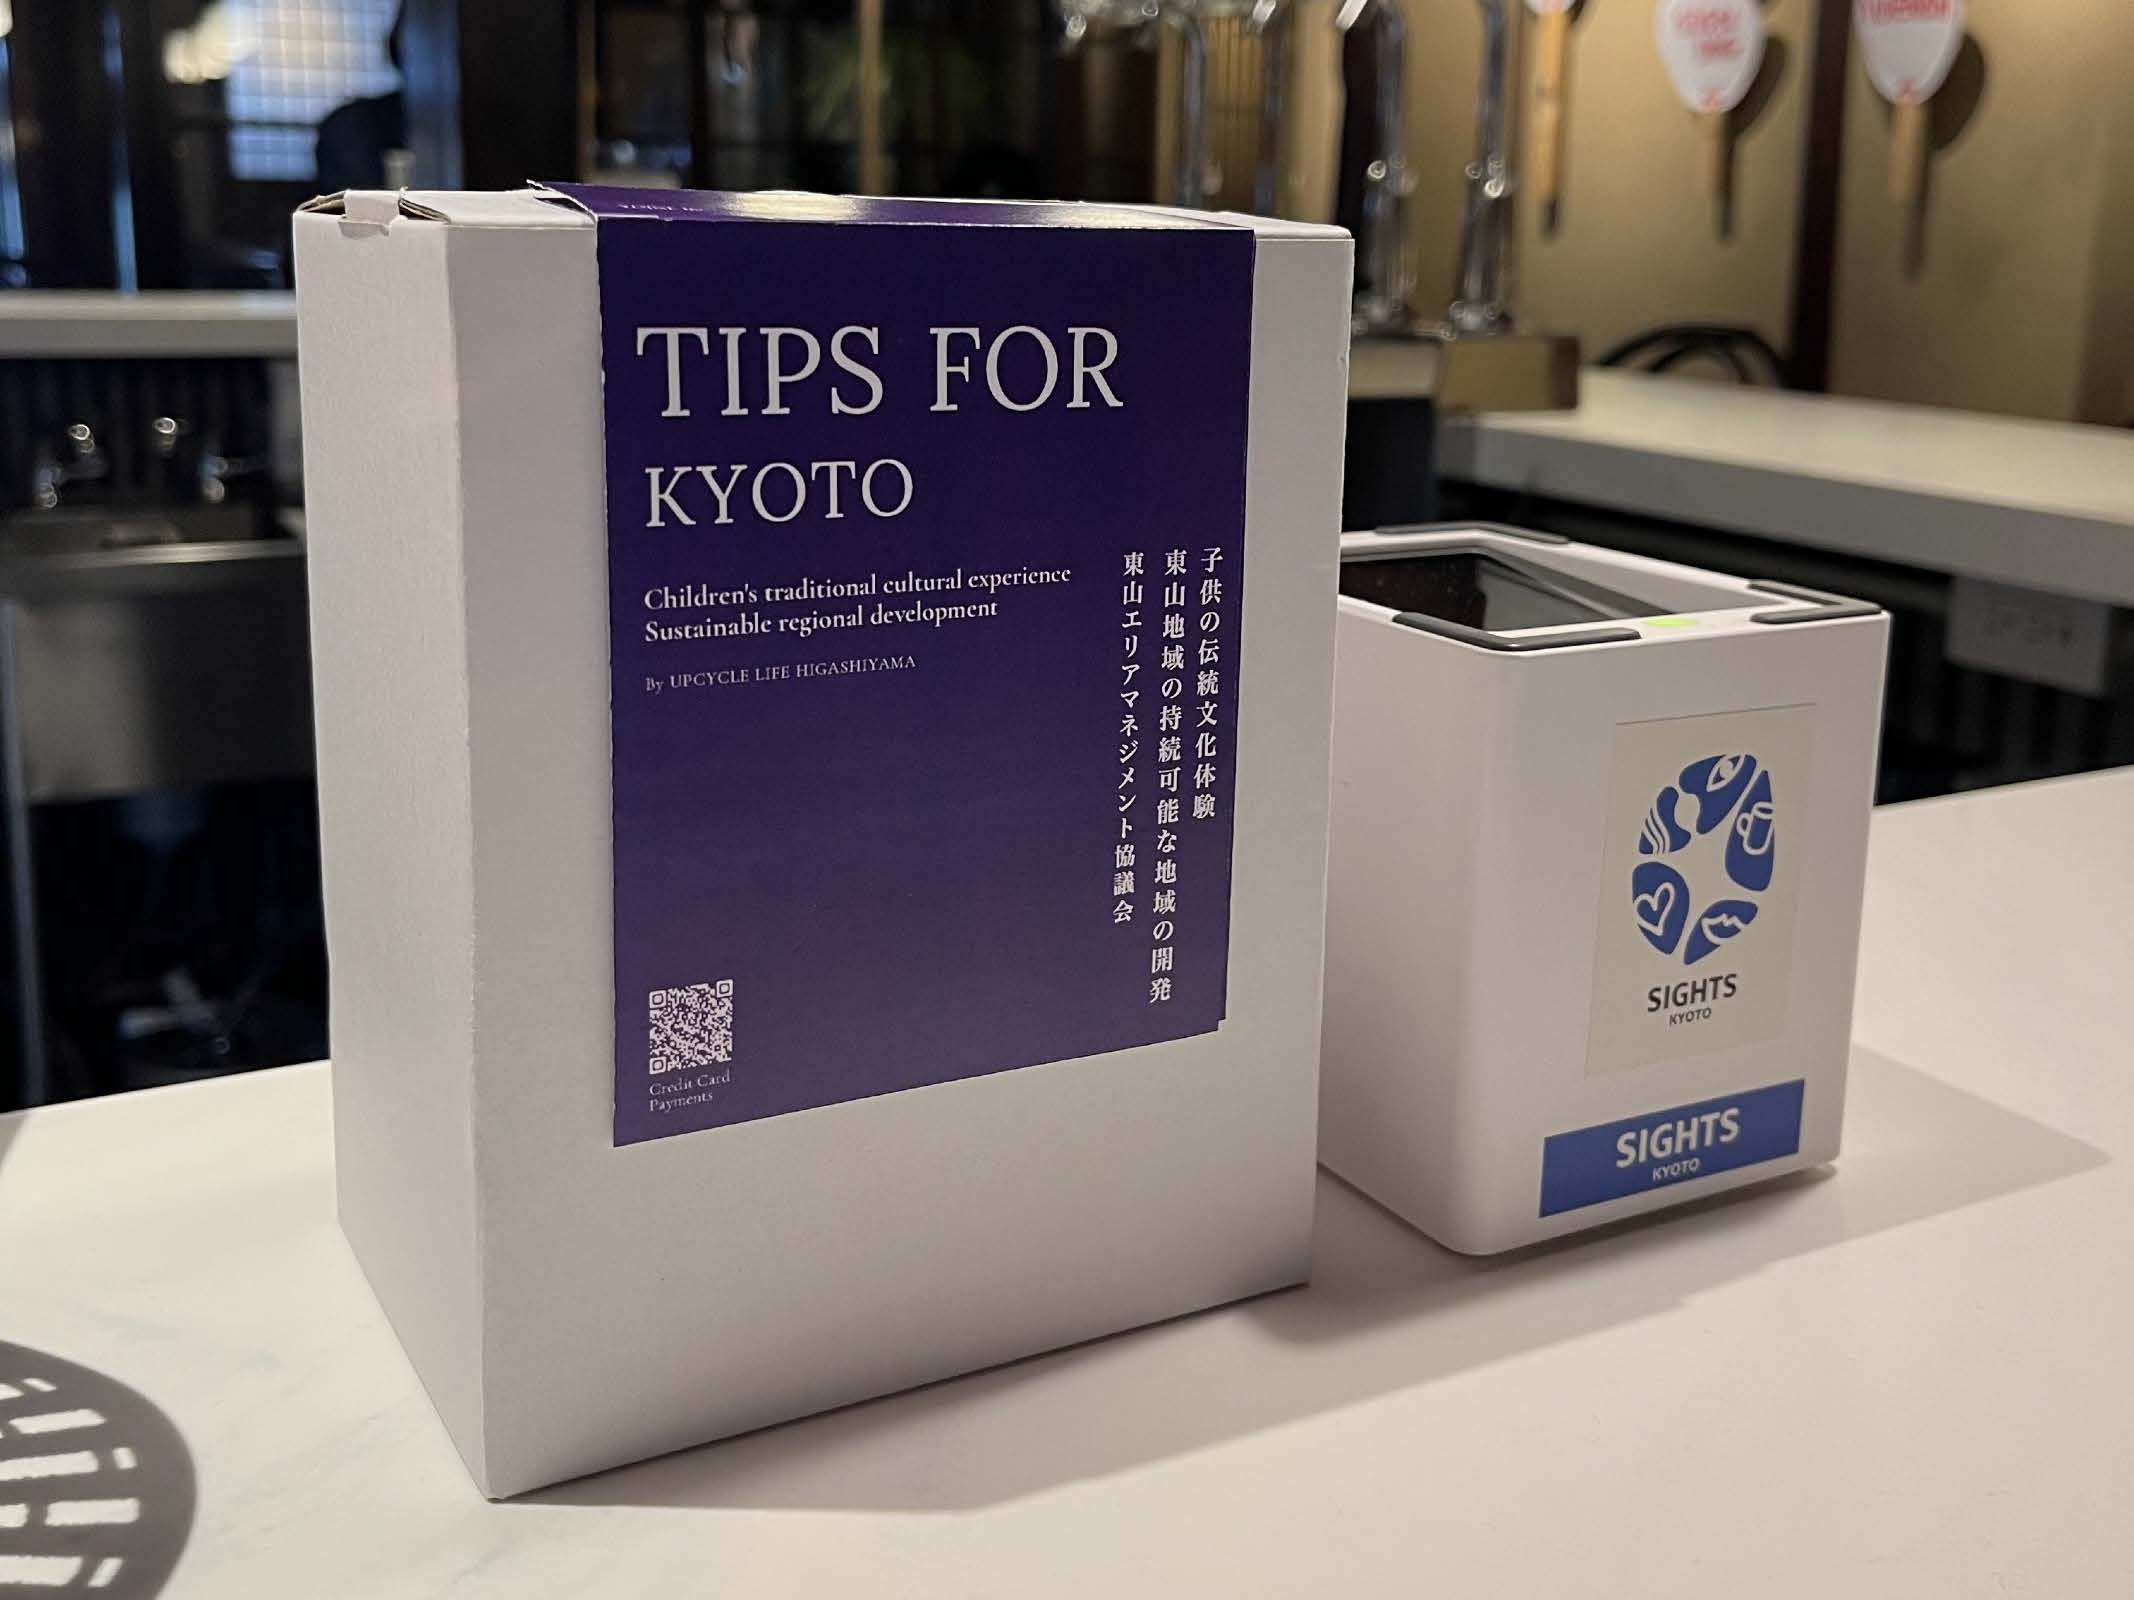 TIPS FOR
KYOTO
Children's traditional cultural experience
Sustainable regional development
By UPCYCLE LIFE HIGASHIYAMA
子供の伝統文化体験
東山地域の持続可能な地域の開発
東山エリアマネジメント協議会
Credit Card
Payments
SIGHTS
KYOTO
SIGHTS
KYOTO